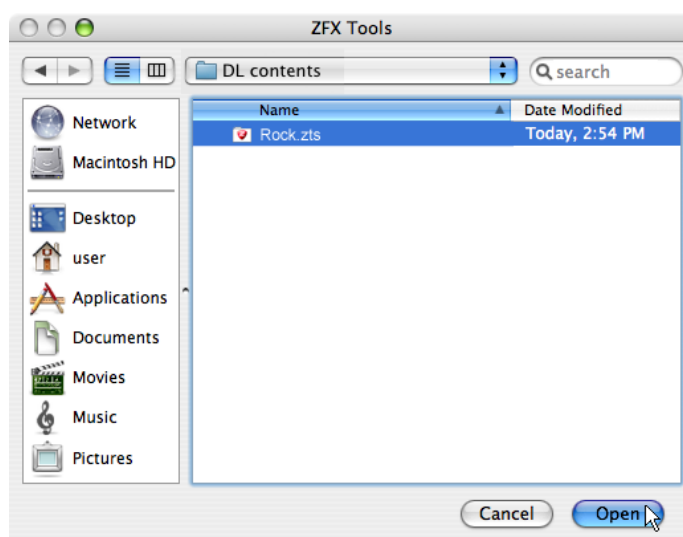 ZFX Tools
DL contents
search
Name Date Modified
Rock.zts Today, 2:54 PM
Network
Macintosh HD
Desktop
user
Applications
Documents
Movies
Music
Pictures
Cancel Open